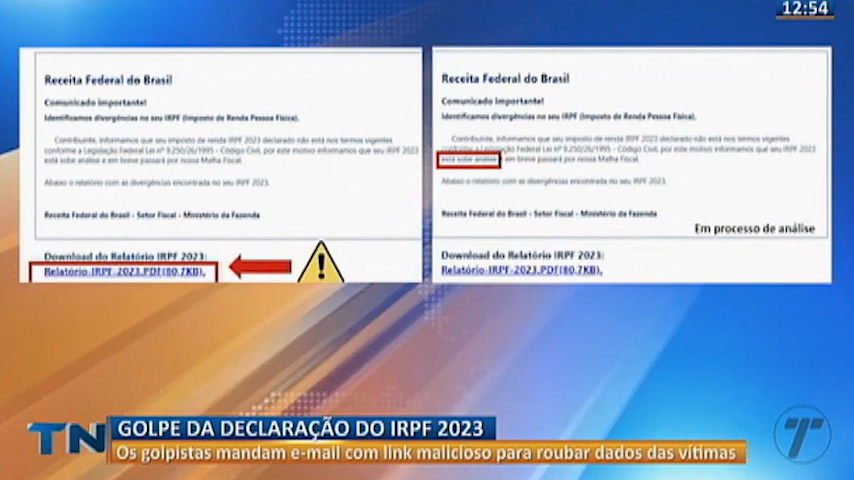 12:54
Receita Federal do Brasil
Comunicado Importante!
Identificamos divergências no seu IRPF (Imposto de Renda Pessoa Física).
Contribuinte, informamos que seu imposto de renda IRPF 2023 declarado não está nos termos vigentes
conforme a Legislação Federal Lei nº 9.250/26/1995 - Código Civil, por este motivo informamos que seu IRPF 2023
está sobe analise e em breve passará por nossa Malha Fiscal.
Abaixo o relatório com as divergências encontrada no seu IRPF 2023.
Receita Federal do Brasil - Setor Fiscal - Ministério da Fazenda
Download do Relatório IRPF 2023:
Relatório-IRPF-2023.PDF(80,7KB).
Receita Federal do Brasil
Comunicado Importante!
Identificamos divergências no seu IRPF (Imposto de Renda Pessoa Física).
Contribuinte, informamos que seu imposto de renda IRPF 2023 declarado não está nos termos vigentes
conforme a Legislação Federal Lei nº 9.250/26/1995 - Código Civil, por este motivo informamos que seu IRPF 2023
está sobe analise e em breve passará por nossa Malha Fiscal.
Abaixo o relatório com as divergências encontrada no seu IRPF 2023.
Receita Federal do Brasil - Setor Fiscal - Ministério da Fazenda
Em processo de análise
Download do Relatório IRPF 2023:
Relatório-IRPF-2023.PDF(80,7KB).
TN
GOLPE DA DECLARAÇÃO DO IRPF 2023
Os golpistas mandam e-mail com link malicioso para roubar dados das vítimas